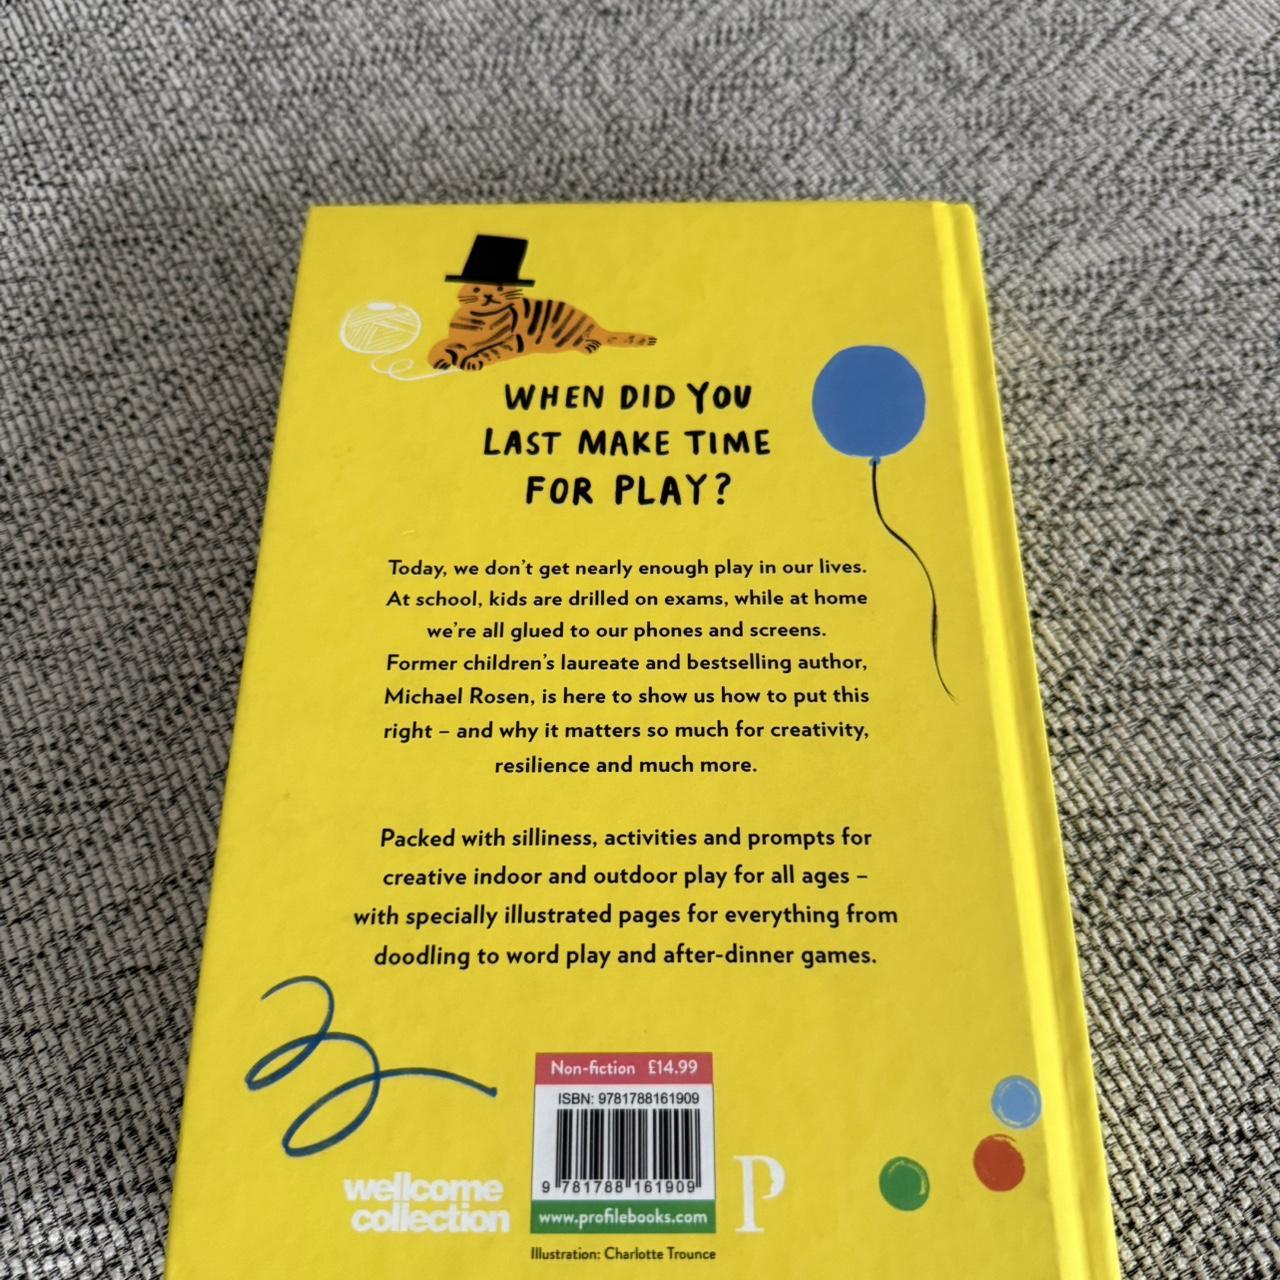 WHEN DID YOU
LAST MAKE TIME
FOR PLAY?
Today, we don't get nearly enough play in our lives.
At school, kids are drilled on exams, while at home
we're all glued to our phones and screens.
Former children's laureate and bestselling author,
Michael Rosen, is here to show us how to put this
right – and why it matters so much for creativity,
resilience and much more.
Packed with silliness, activities and prompts for
creative indoor and outdoor play for all ages –
with specially illustrated pages for everything from
doodling to word play and after-dinner games.
Non-fiction £14.99
ISBN: 9781788161909
9 781788 161909
wellcome
collection
P
www.profilebooks.com
Illustration: Charlotte Trounce